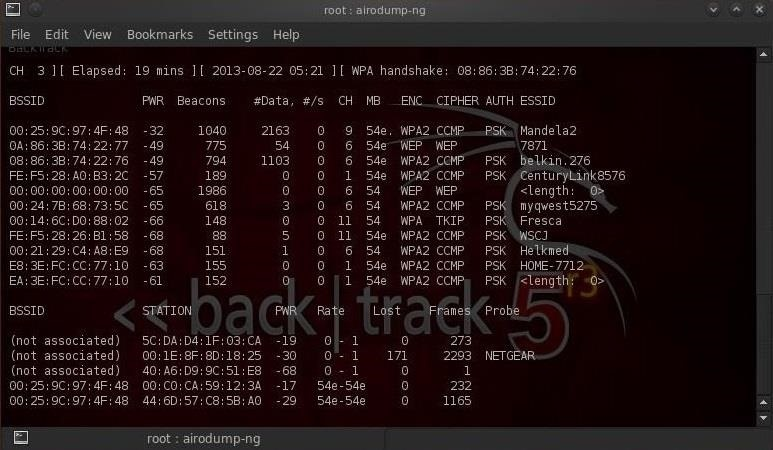 root : airodump-ng
File Edit View Bookmarks Settings Help
BackTrack
CH 3 ][ Elapsed: 19 mins ][ 2013-08-22 05:21 ][ WPA handshake: 08:86:3B:74:22:76
BSSID PWR Beacons #Data, #/s CH MB ENC CIPHER AUTH ESSID
00:25:9C:97:4F:48 -32 1040 2163 0 9 54e. WPA2 CCMP PSK Mandela2
0A:86:3B:74:22:77 -49 775 54 0 6 54e. WEP WEP 7871
08:86:3B:74:22:76 -49 794 1103 0 6 54e. WPA2 CCMP PSK belkin.276
FE:F5:28:A0:B3:2C -57 189 0 0 1 54e WPA2 CCMP PSK CenturyLink8576
00:00:00:00:00:00 -65 1986 0 0 6 54 WEP WEP <length: 0>
00:24:7B:68:73:5C -65 618 3 0 6 54 WPA2 CCMP PSK myqwest5275
00:14:6C:D0:88:02 -66 148 0 0 11 54 WPA TKIP PSK Fresca
FE:F5:28:26:B1:58 -68 88 5 0 11 54e WPA2 CCMP PSK WSCJ
00:21:29:C4:A8:E9 -68 151 1 0 6 54 WPA2 CCMP PSK Helkmed
E8:3E:FC:CC:77:10 -63 155 0 0 1 54e WPA2 CCMP PSK HOME-7712
EA:3E:FC:CC:77:10 -61 152 0 0 1 54e WPA2 CCMP PSK <length: 0>
BSSID STATION PWR Rate Lost Frames Probe
<< back | track 5 r3
(not associated) 5C:DA:D4:1F:03:CA -19 0 - 1 0 273
(not associated) 00:1E:8F:8D:18:25 -30 0 - 1 171 2293 NETGEAR
(not associated) 40:A6:D9:9C:51:E8 -68 0 - 1 0 1
00:25:9C:97:4F:48 00:C0:CA:59:12:3A -17 54e-54e 0 232
00:25:9C:97:4F:48 44:6D:57:C8:5B:A0 -29 54e-54e 0 1165
root : airodump-ng